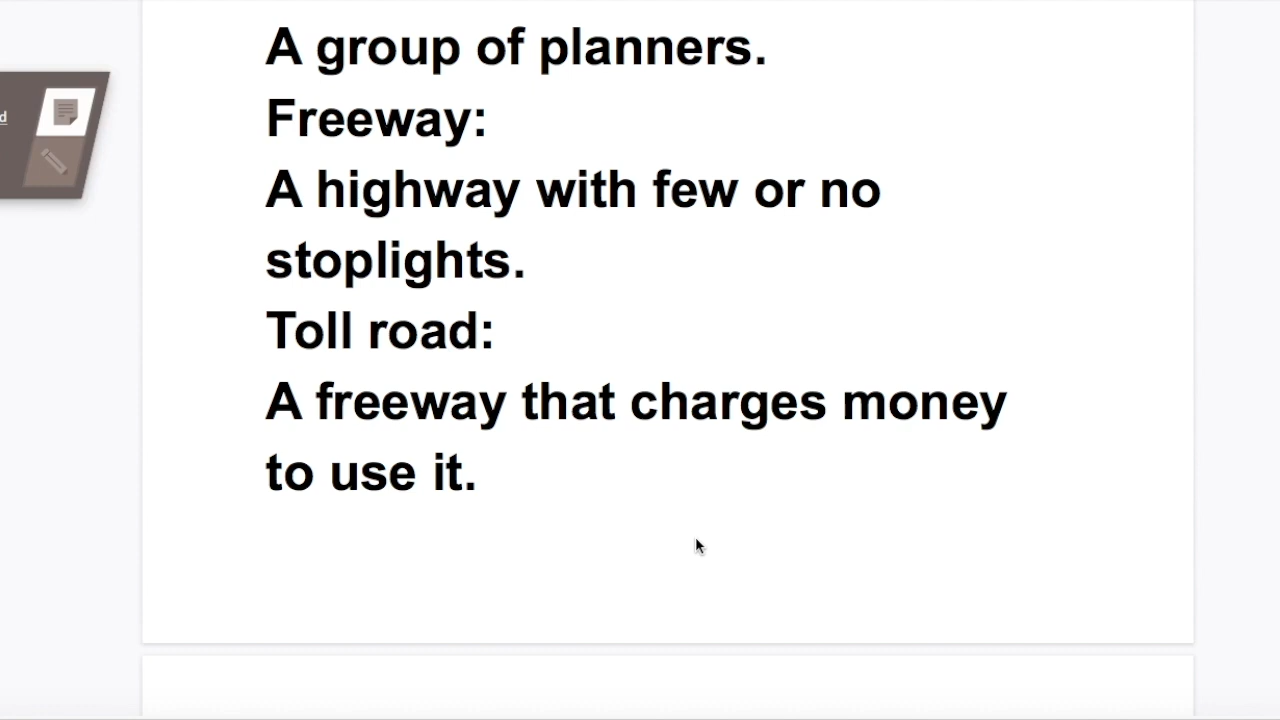 A group of planners.
Freeway:
d
A highway with few or no
stoplights.
Toll road:
A freeway that charges money
to use it.